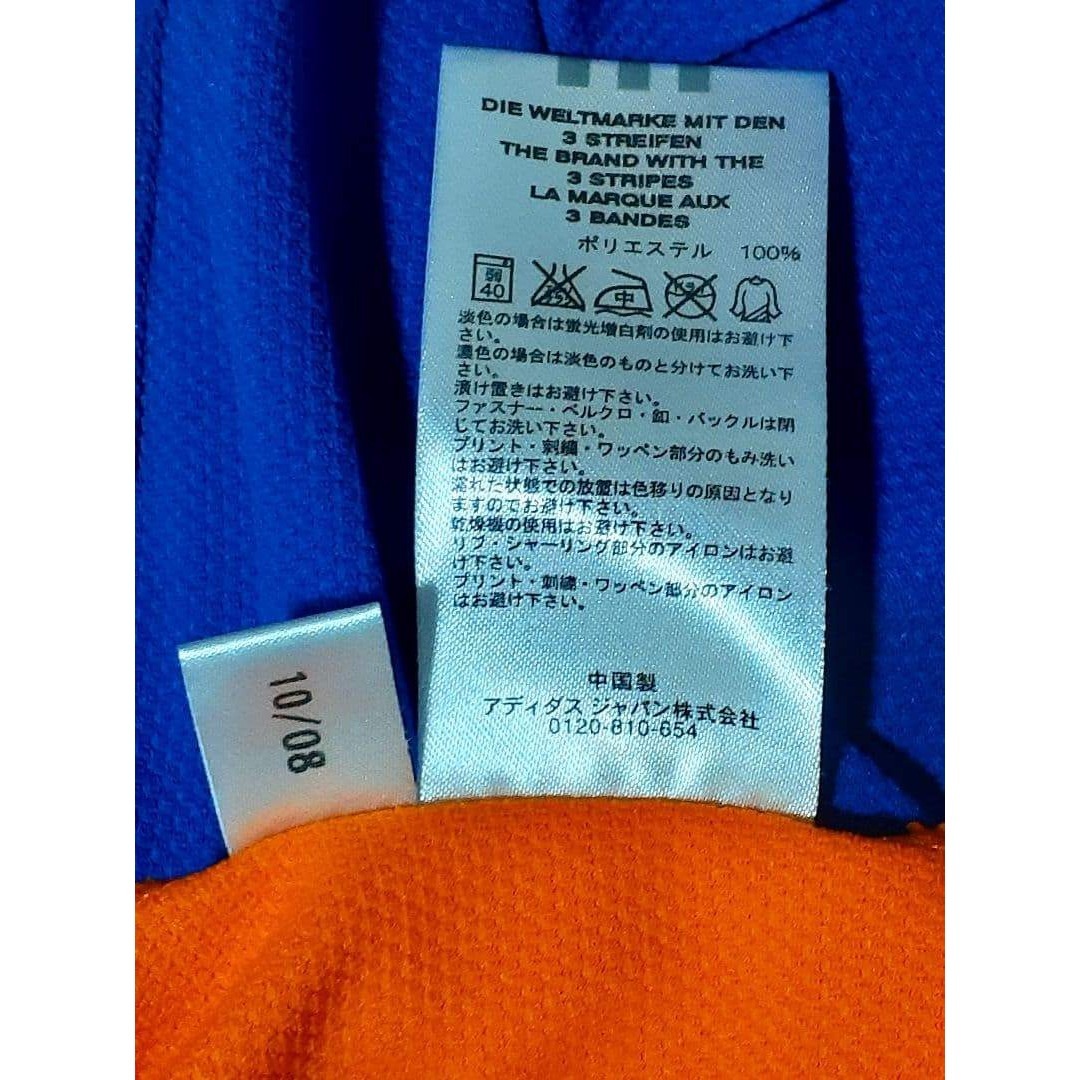 DIE WELTMARKE MIT DEN
3 STREIFEN
THE BRAND WITH THE
3 STRIPES
LA MARQUE AUX
3 BANDES
ポリエステル 100%
弱
40
中
淡色の場合は蛍光増白剤の使用はお避け下
さい。
濃色の場合は淡色のものと分けてお洗い下
さい。
漬け置きはお避け下さい。
ファスナー・ベルクロ・釦・バックルは閉
じてお洗い下さい。
プリント・刺繍・ワッペン部分のもみ洗い
はお避け下さい。
濡れた状態での放置は色移りの原因となり
ますのでお避け下さい。
乾燥機の使用はお避け下さい。
リブ・シャーリング部分のアイロンはお避
け下さい。
プリント・刺繍・ワッペン部分のアイロン
はお避け下さい。
中国製
アディダス ジャパン株式会社
0120-810-654
10/08